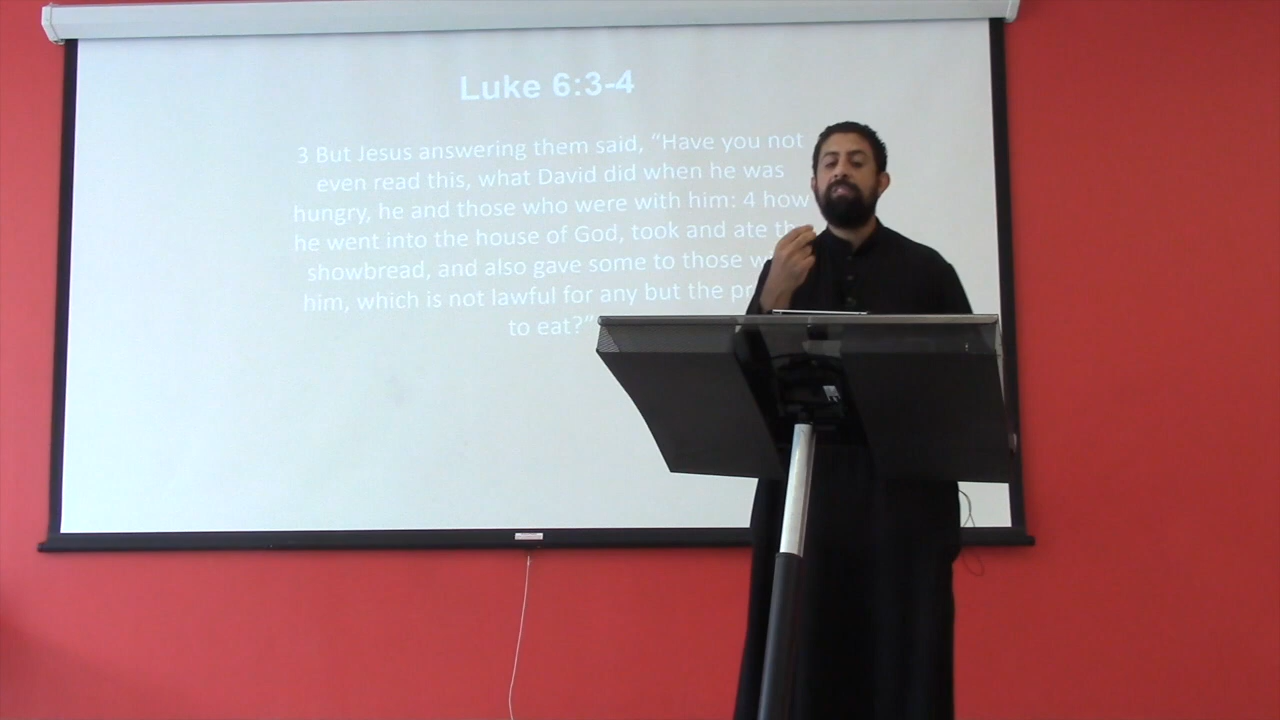 Luke 6:3-4
3 But Jesus answering them said, “Have you not
even read this, what David did when he was
hungry, he and those who were with him: 4 how
he went into the house of God, took and ate
showbread, and also gave some to those
him, which is not lawful for any but the
to eat?”